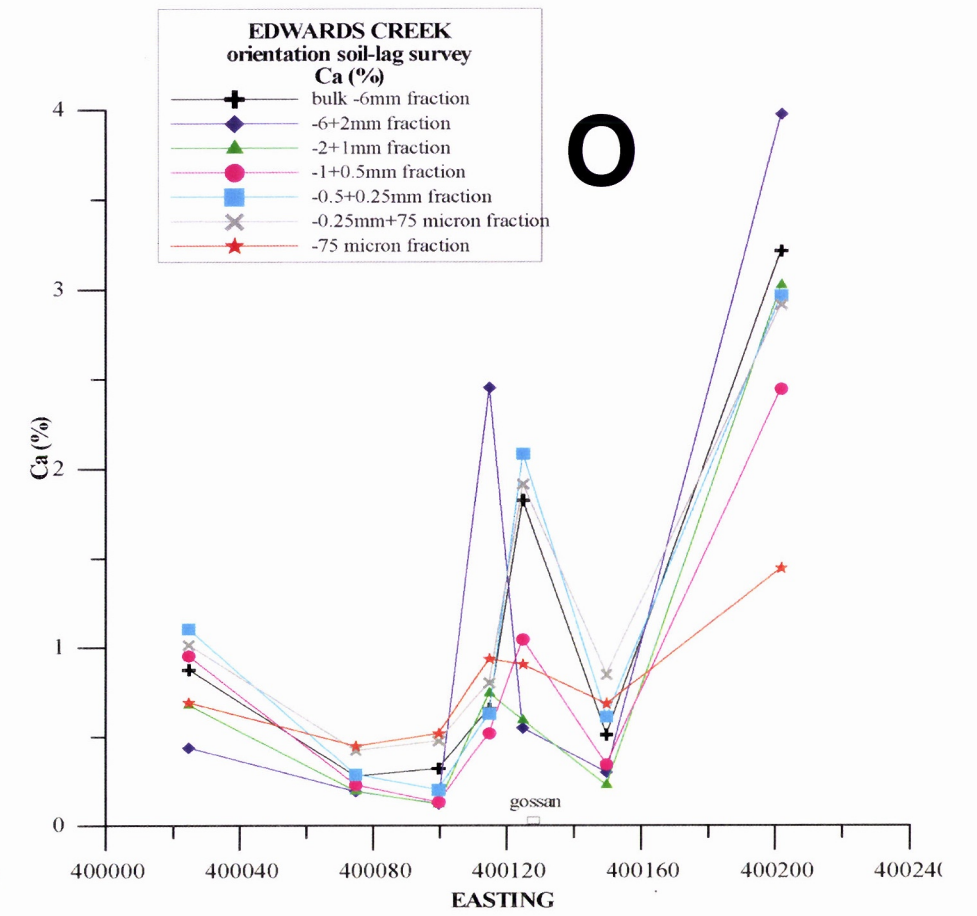 EDWARDS CREEK
orientation soil-lag survey
Ca (%)
bulk -6mm fraction
-6+2mm fraction
-2+1mm fraction
-1+0.5mm fraction
-0.5+0.25mm fraction
-0.25mm+75 micron fraction
-75 micron fraction
O
4
3
2
1
0
Ca (%)
gossan
400000 400040 400080 400120 400160 400200 400240
EASTING